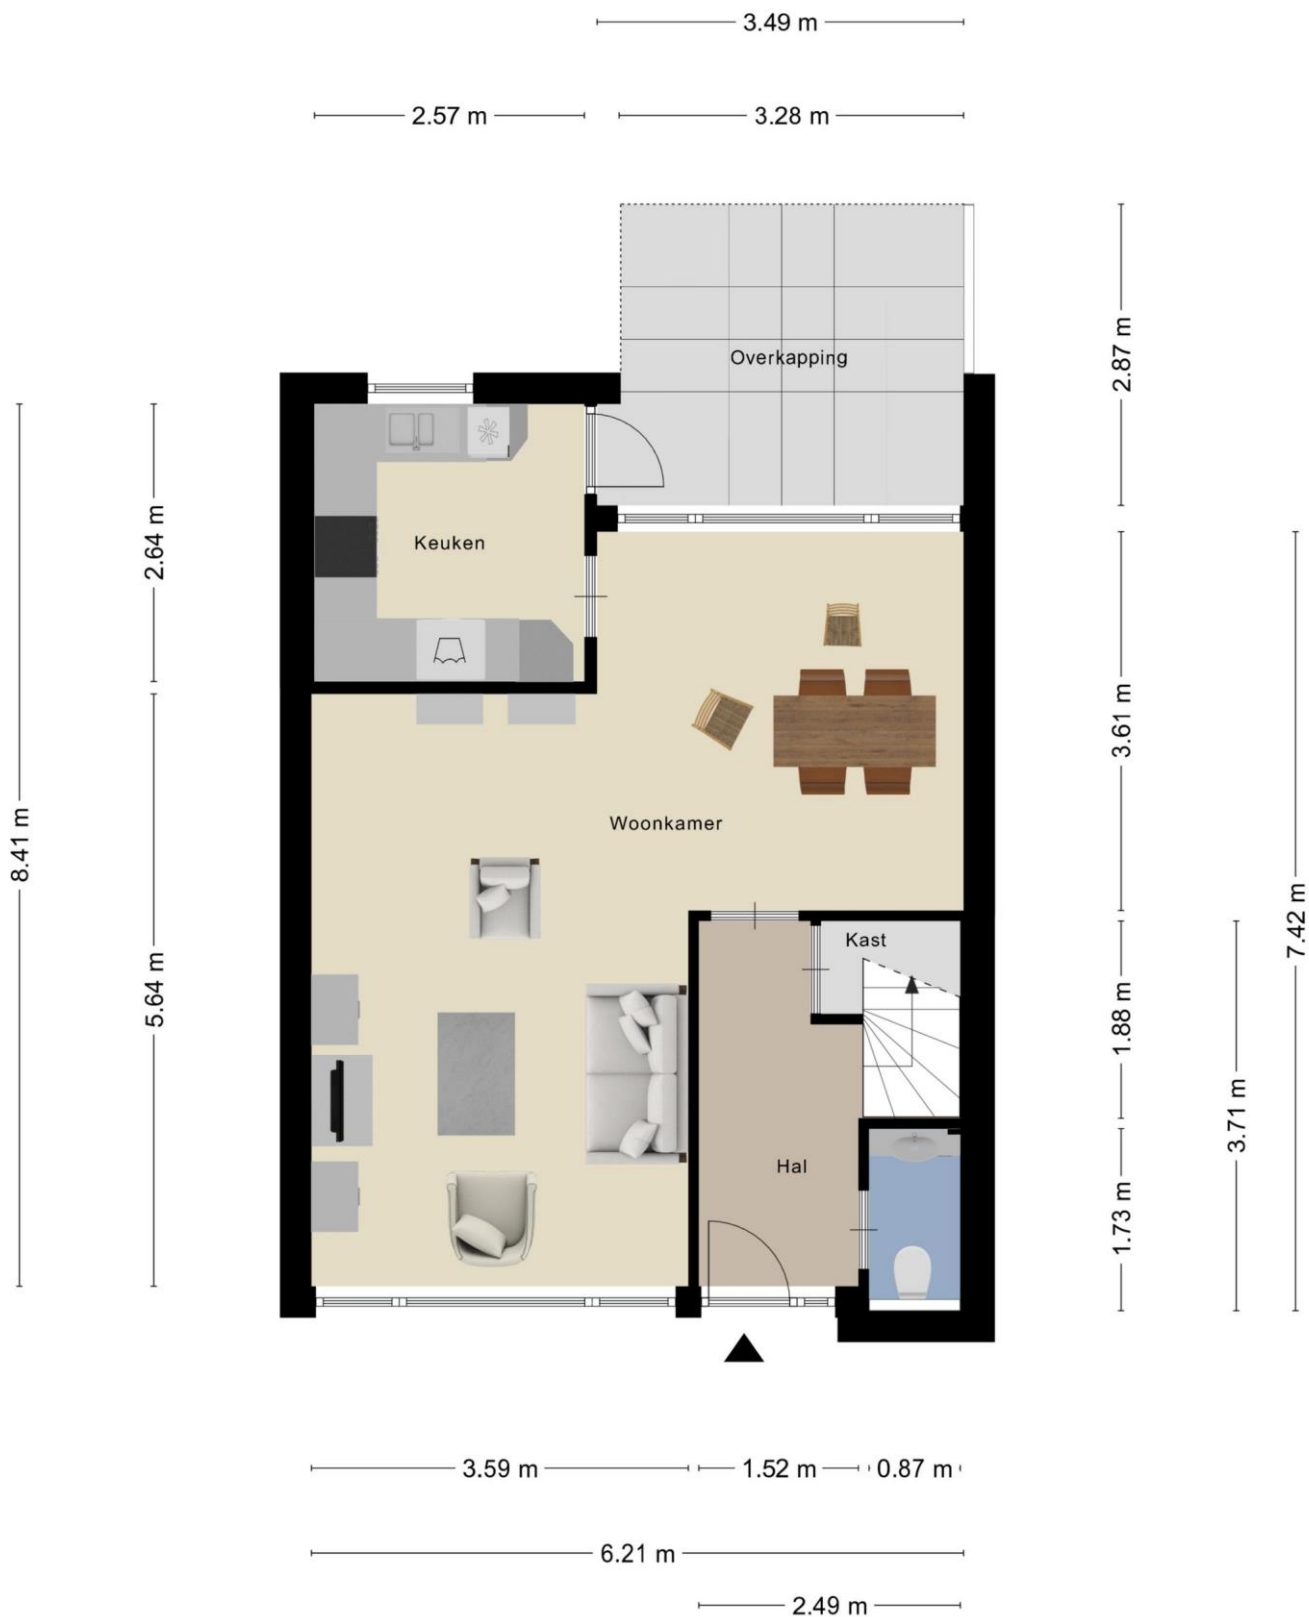 3.49 m
2.57 m
3.28 m
Overkapping
2.87 m
2.64 m
Keuken
3.61 m
Woonkamer
8.41 m
7.42 m
Kast
5.64 m
1.88 m
3.71 m
Hal
1.73 m
3.59 m
1.52 m
0.87 m
6.21 m
2.49 m